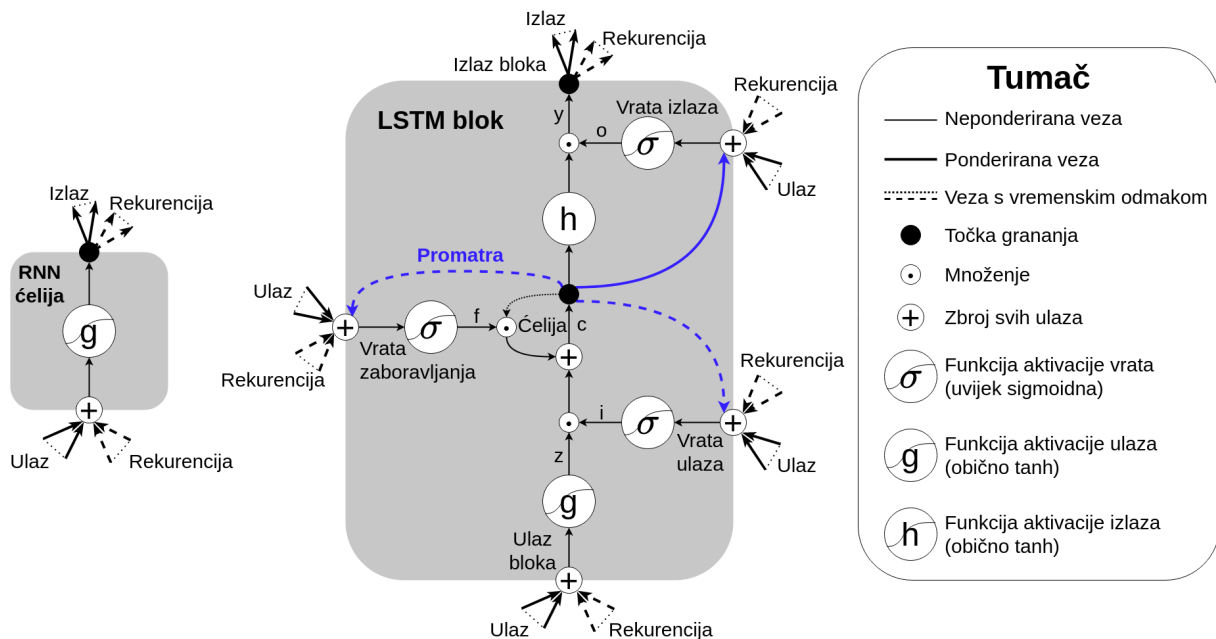 Izlaz
Rekurencija
RNN
ćelija
g
+
Ulaz
Rekurencija
Izlaz
Rekurencija
Izlaz bloka
LSTM blok
y
Vrata izlaza
o
σ
+
Rekurencija
Ulaz
h
Promatra
Ulaz
+
Rekurencija
σ
Vrata
zaboravljanja
f
Ćelija
c
+
i
σ
Vrata
ulaza
+
Rekurencija
Ulaz
z
g
Ulaz
bloka
+
Ulaz
Rekurencija
Tumač
Neponderirana veza
Ponderirana veza
Veza s vremenskim odmakom
Točka grananja
Množenje
+ Zbroj svih ulaza
σ
Funkcija aktivacije vrata
(uvijek sigmoidna)
g
Funkcija aktivacije ulaza
(obično tanh)
h
Funkcija aktivacije izlaza
(obično tanh)